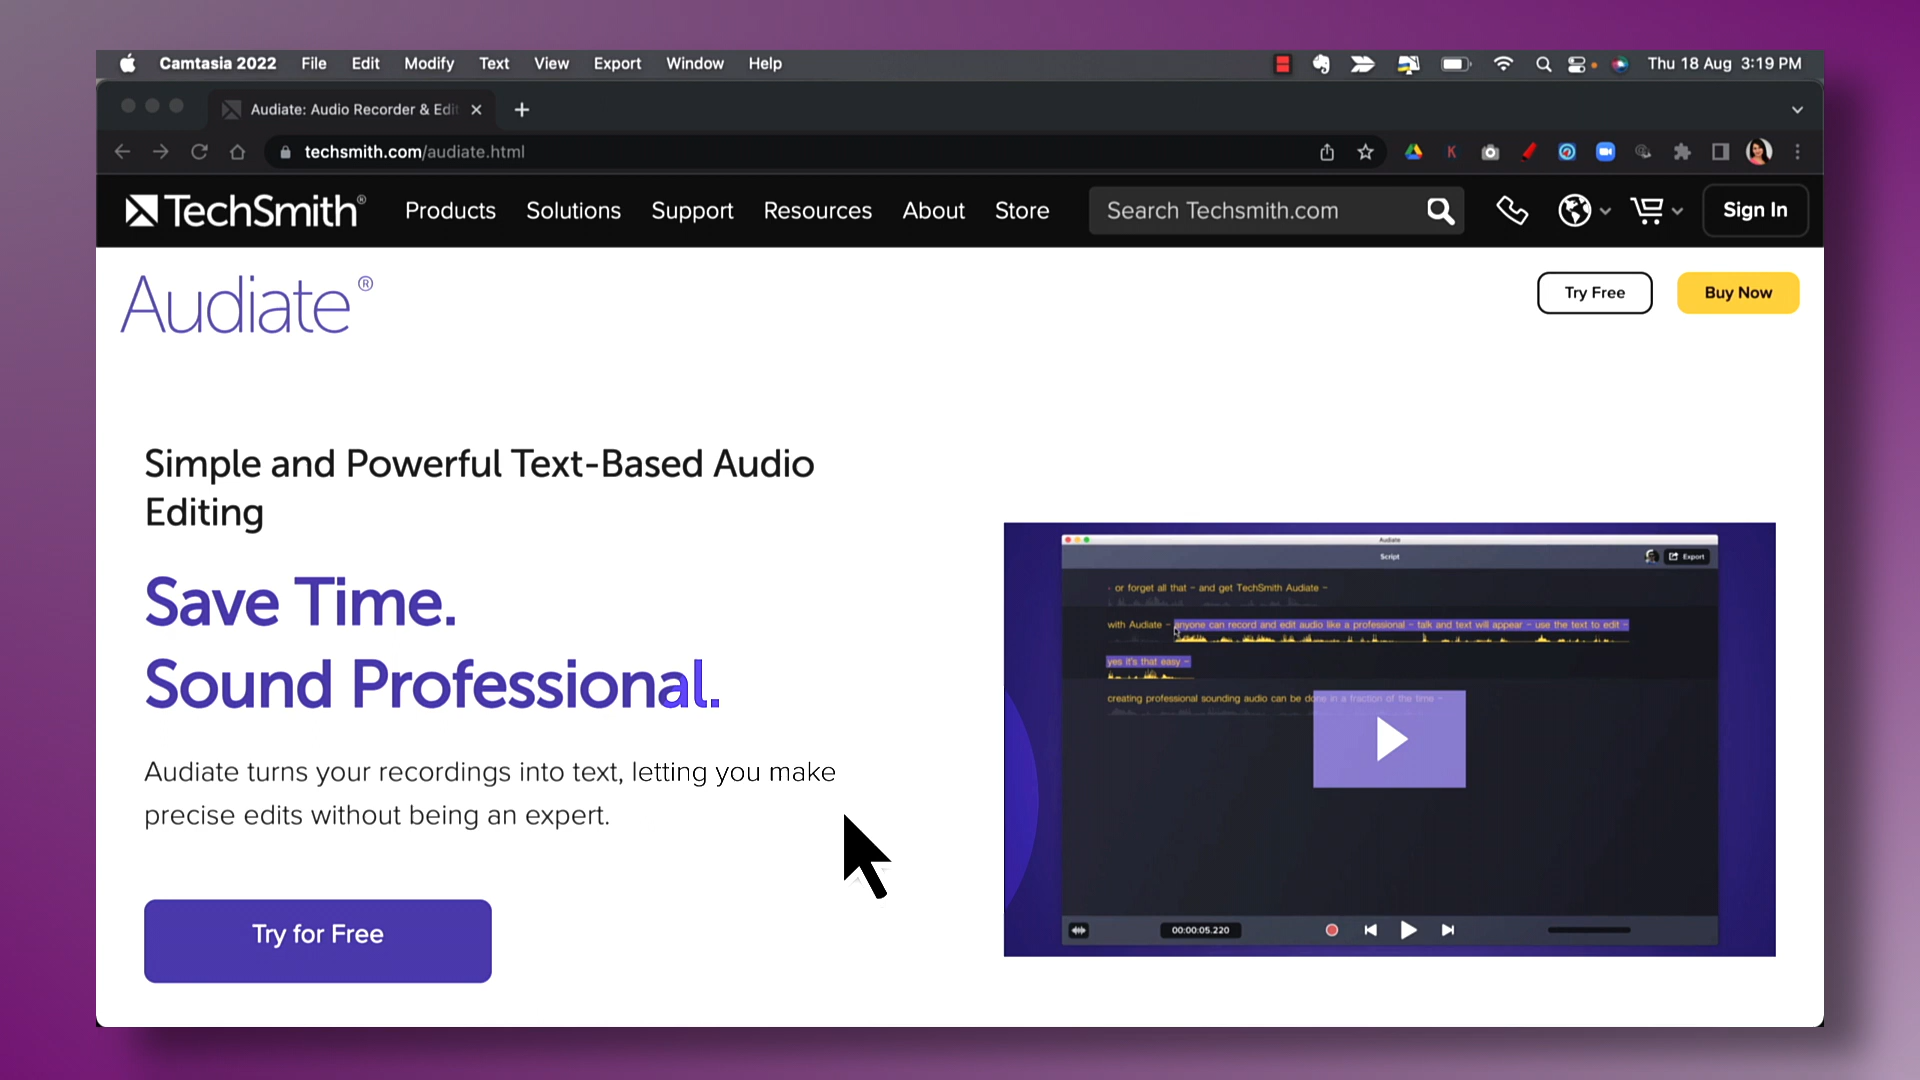 Camtasia 2022 File Edit Modify Text View Export Window Help Thu 18 Aug 3:19 PM
Audiate: Audio Recorder & Edi
techsmith.com/audiate.html
TechSmith® Products Solutions Support Resources About Store Search Techsmith.com Sign In
Audiate® Try Free Buy Now
Simple and Powerful Text-Based Audio
Editing
Save Time.
Sound Professional.
Audiate turns your recordings into text, letting you make
precise edits without being an expert.
Try for Free
Audiate
Script Export
- or forget all that - and get TechSmith Audiate -
with Audiate - anyone can record and edit audio like a professional - talk and text will appear - use the text to edit -
yes it's that easy -
creating professional sounding audio can be done in a fraction of the time -
00:00:05.220